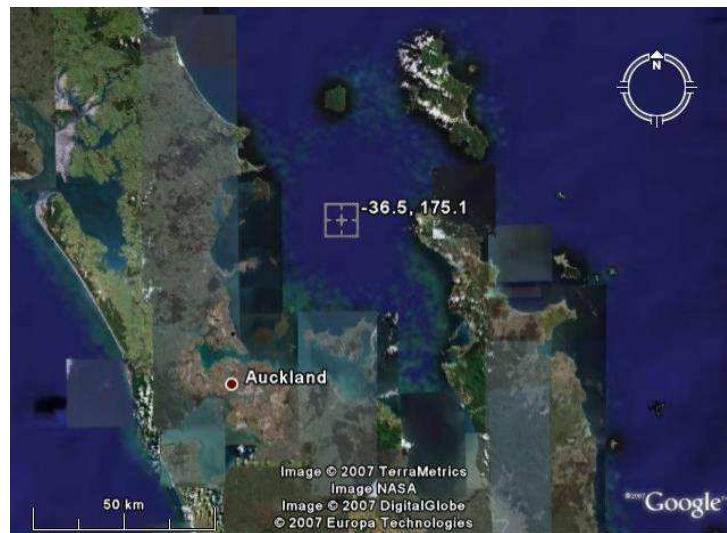 N
-36.5, 175.1
Auckland
Image © 2007 TerraMetrics
Image NASA
Image © 2007 DigitalGlobe
© 2007 Europa Technologies
50 km
©2007 Google